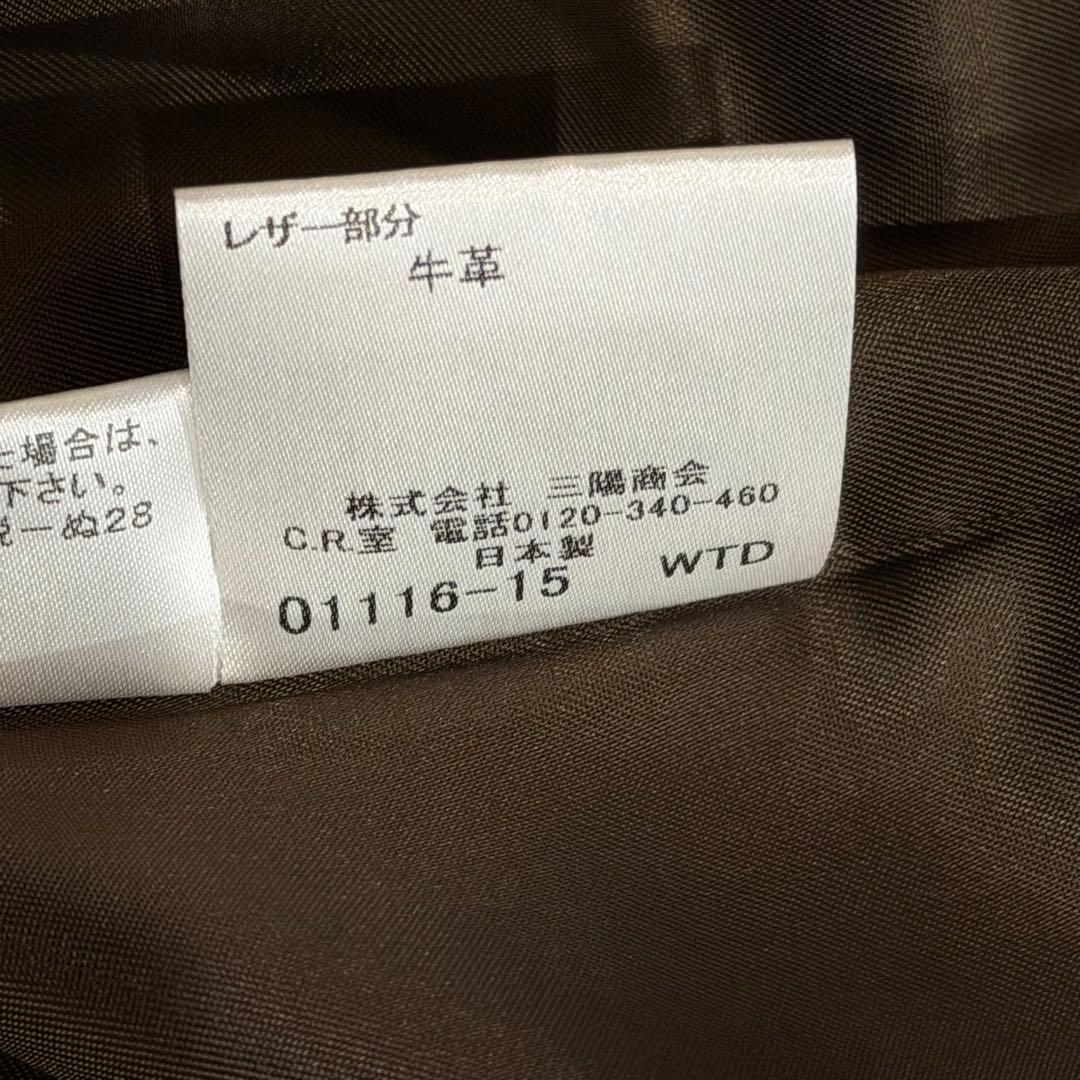 レザー部分
牛革
株式会社 三陽商会
C.R.室 電話0120-340-460
日本製
01116-15 WTD
場合は、
下さい。
ーぬ28